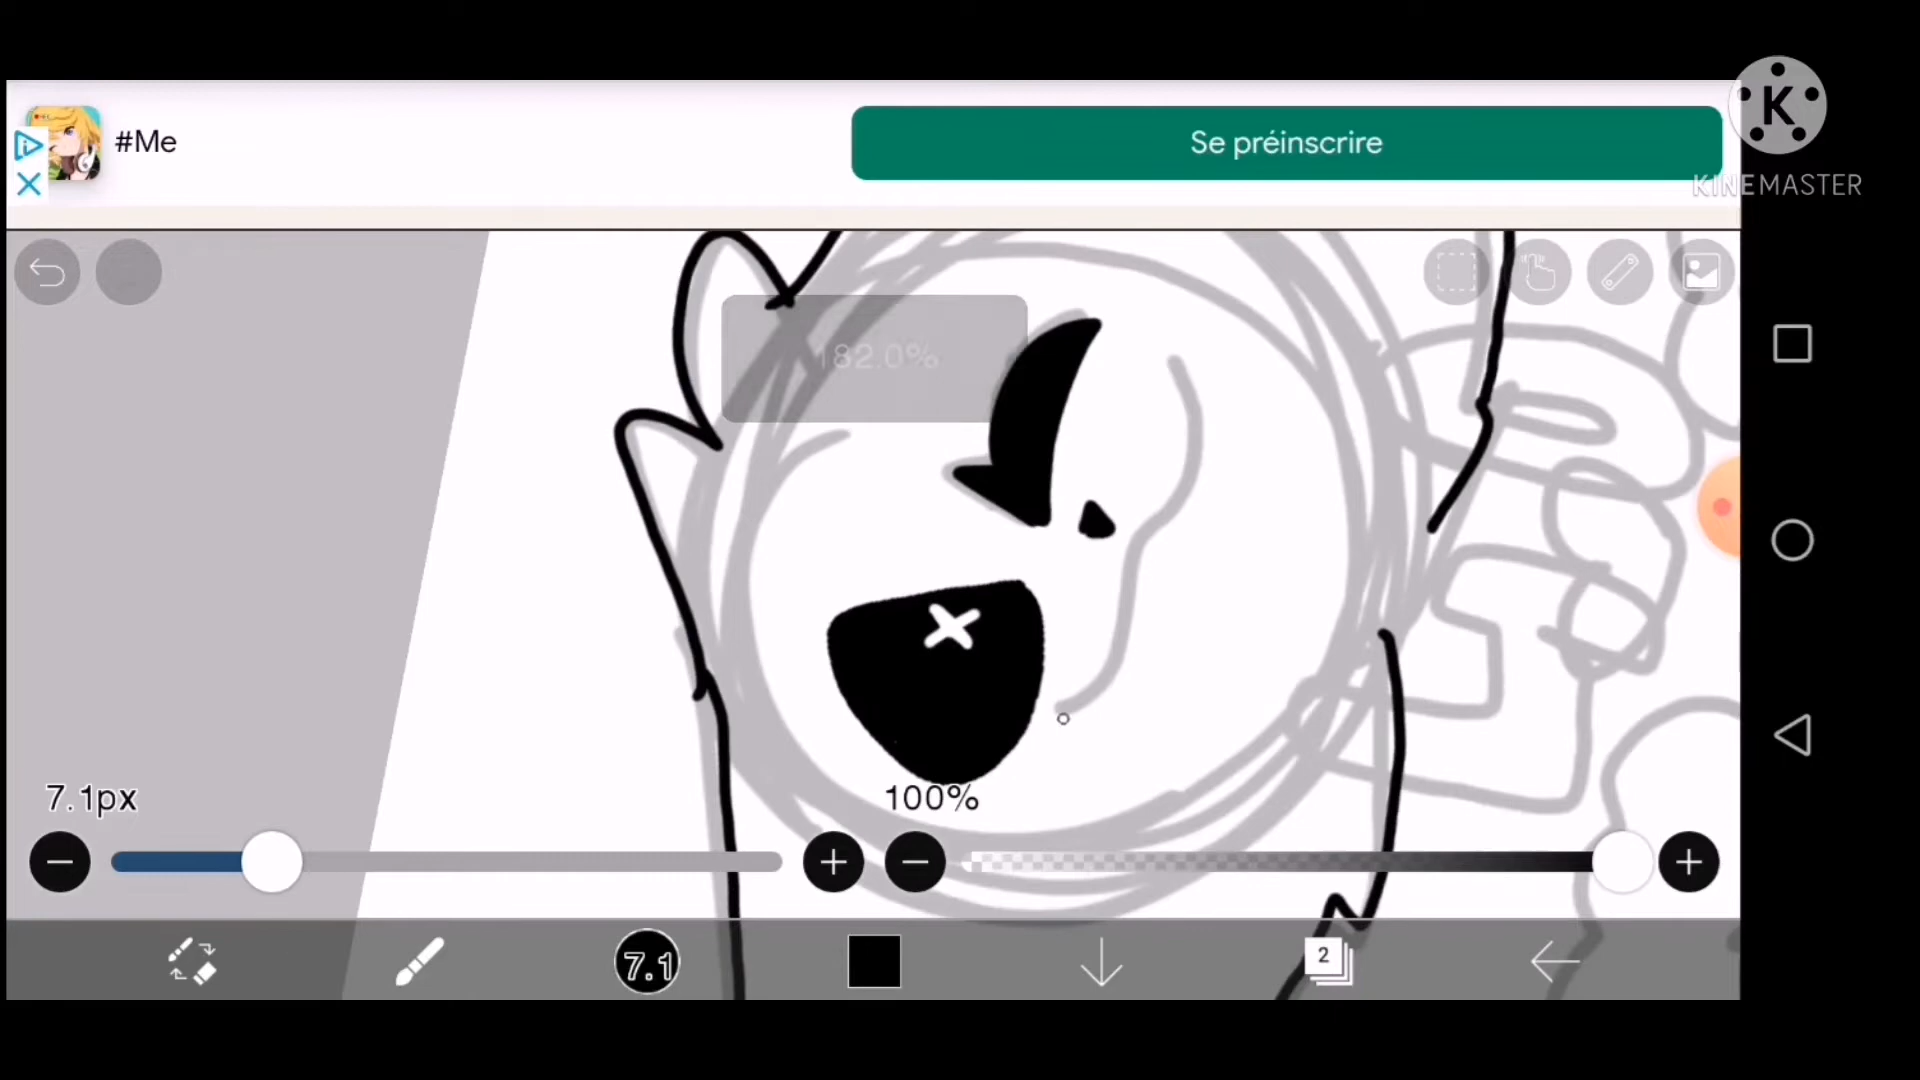 #Me
Se préinscrire
K
KINEMASTER
182.0%
7.1px
100%
7.1
2